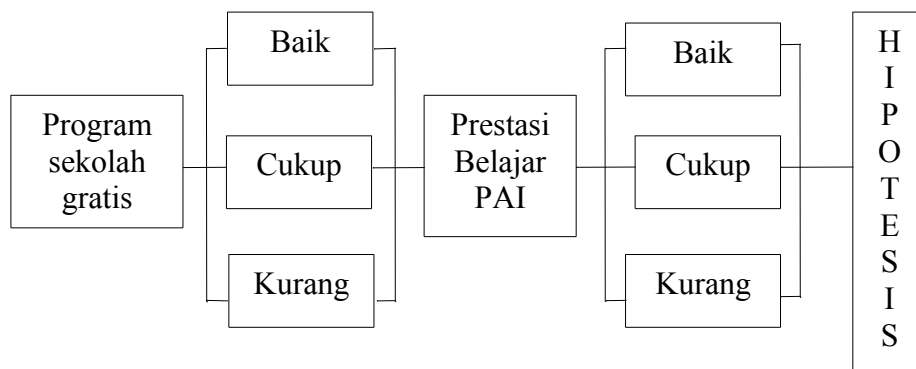 Program
sekolah
gratis
Baik
Cukup
Kurang
Prestasi
Belajar
PAI
Baik
Cukup
Kurang
H
I
P
O
T
E
S
I
S